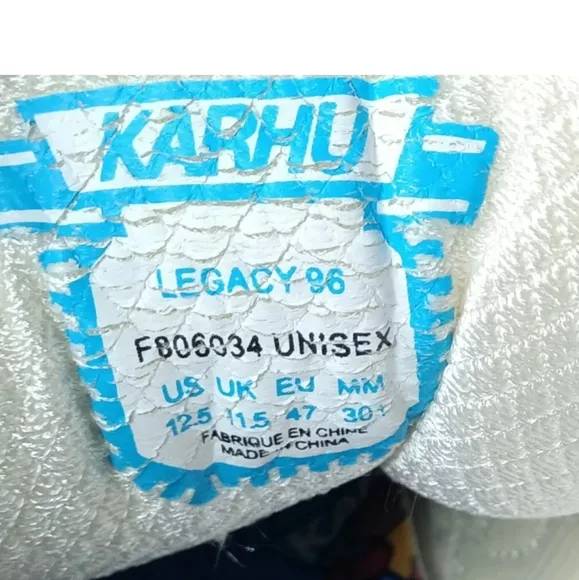 KARHU
LEGACY 96
F806034 UNISEX
US UK EU MM
12.5 11.5 47
FABRIQUE EN CHINE
MADE IN CHINA